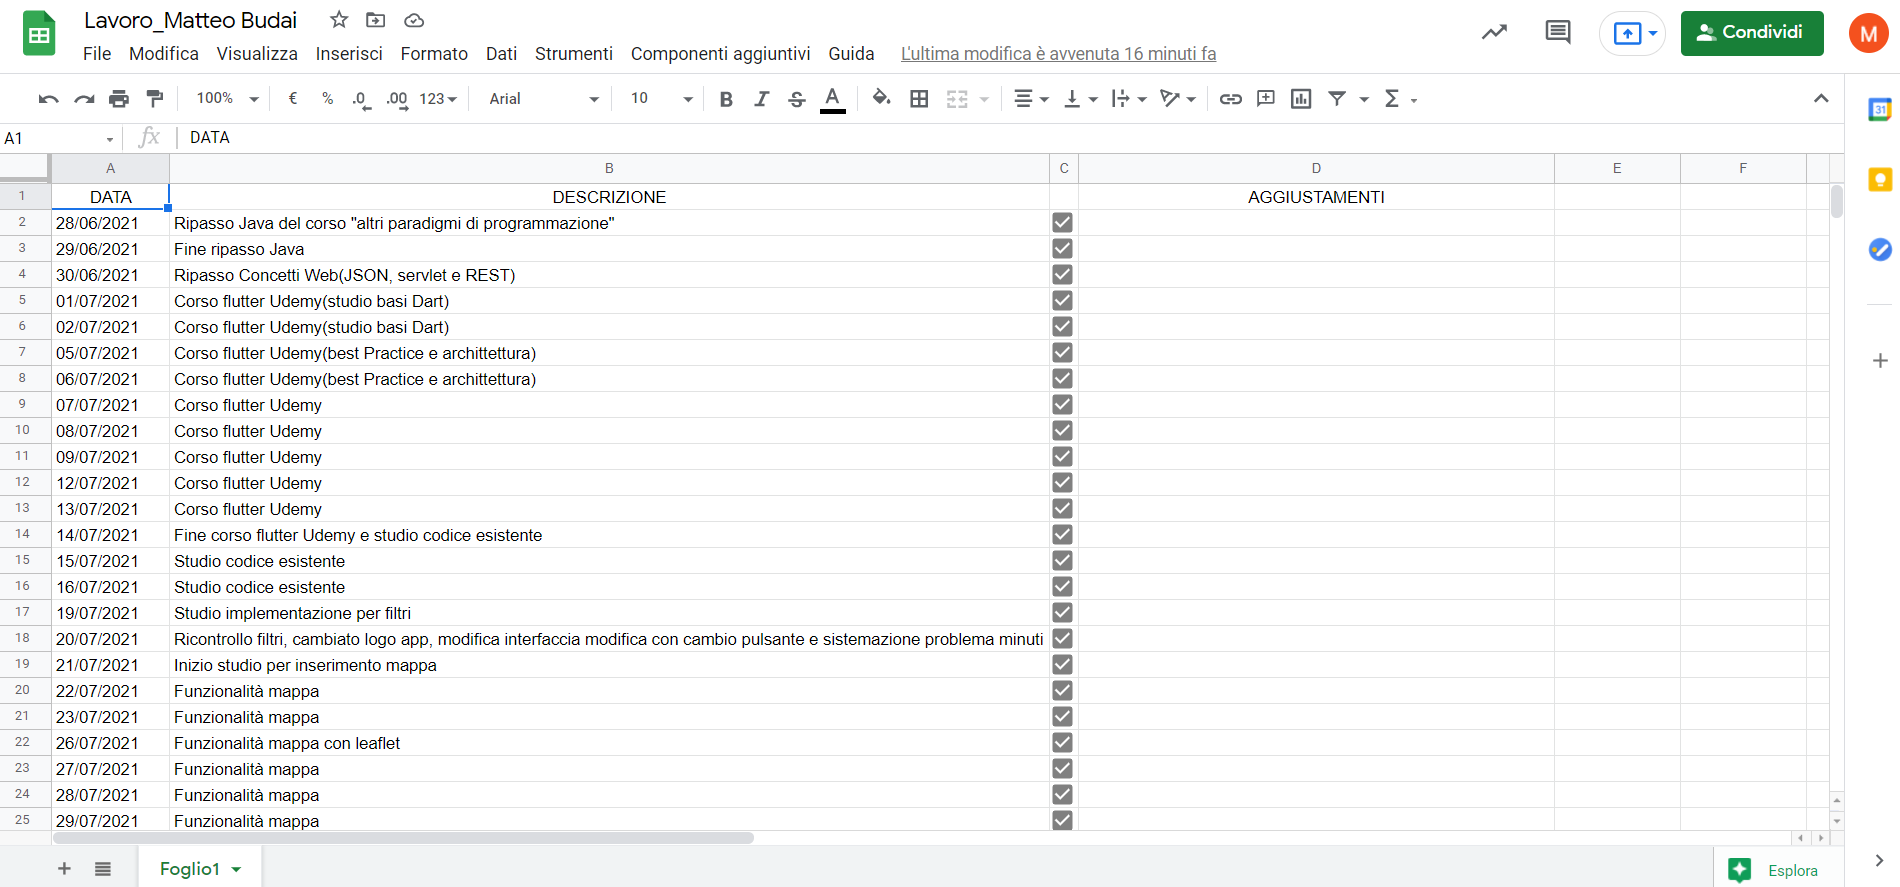 Lavoro_Matteo Budai
File Modifica Visualizza Inserisci Formato Dati Strumenti Componenti aggiuntivi Guida L'ultima modifica è avvenuta 16 minuti fa
Condividi
M
100% € % .0 .00 123 Arial 10 B I S A Σ
31
A1 fx DATA
A B C D E F
1 DATA DESCRIZIONE AGGIUSTAMENTI
2 28/06/2021 Ripasso Java del corso "altri paradigmi di programmazione"
3 29/06/2021 Fine ripasso Java
4 30/06/2021 Ripasso Concetti Web(JSON, servlet e REST)
5 01/07/2021 Corso flutter Udemy(studio basi Dart)
6 02/07/2021 Corso flutter Udemy(studio basi Dart)
7 05/07/2021 Corso flutter Udemy(best Practice e archittettura)
8 06/07/2021 Corso flutter Udemy(best Practice e archittettura)
9 07/07/2021 Corso flutter Udemy
10 08/07/2021 Corso flutter Udemy
11 09/07/2021 Corso flutter Udemy
12 12/07/2021 Corso flutter Udemy
13 13/07/2021 Corso flutter Udemy
14 14/07/2021 Fine corso flutter Udemy e studio codice esistente
15 15/07/2021 Studio codice esistente
16 16/07/2021 Studio codice esistente
17 19/07/2021 Studio implementazione per filtri
18 20/07/2021 Ricontrollo filtri, cambiato logo app, modifica interfaccia modifica con cambio pulsante e sistemazione problema minuti
19 21/07/2021 Inizio studio per inserimento mappa
20 22/07/2021 Funzionalità mappa
21 23/07/2021 Funzionalità mappa
22 26/07/2021 Funzionalità mappa con leaflet
23 27/07/2021 Funzionalità mappa
24 28/07/2021 Funzionalità mappa
25 29/07/2021 Funzionalità mappa
Foglio1
Esplora